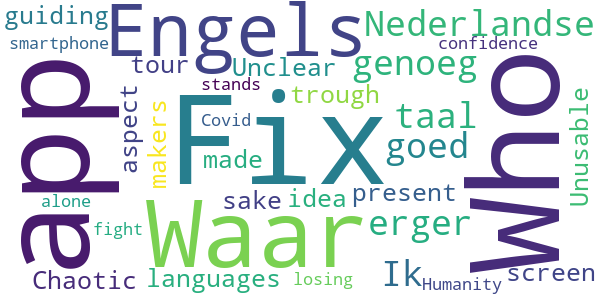 guiding
smartphone
Engels
Nederlandse
confidence
tour
Unclear
genoeg
app
aspect
makers
stands
Fix
trough
Covid
taal
Who
Unusable
made
goed
sake
idea
present
alone
fight
Waar
erger
Chaotic
languages
losing
Ik
Humanity
screen